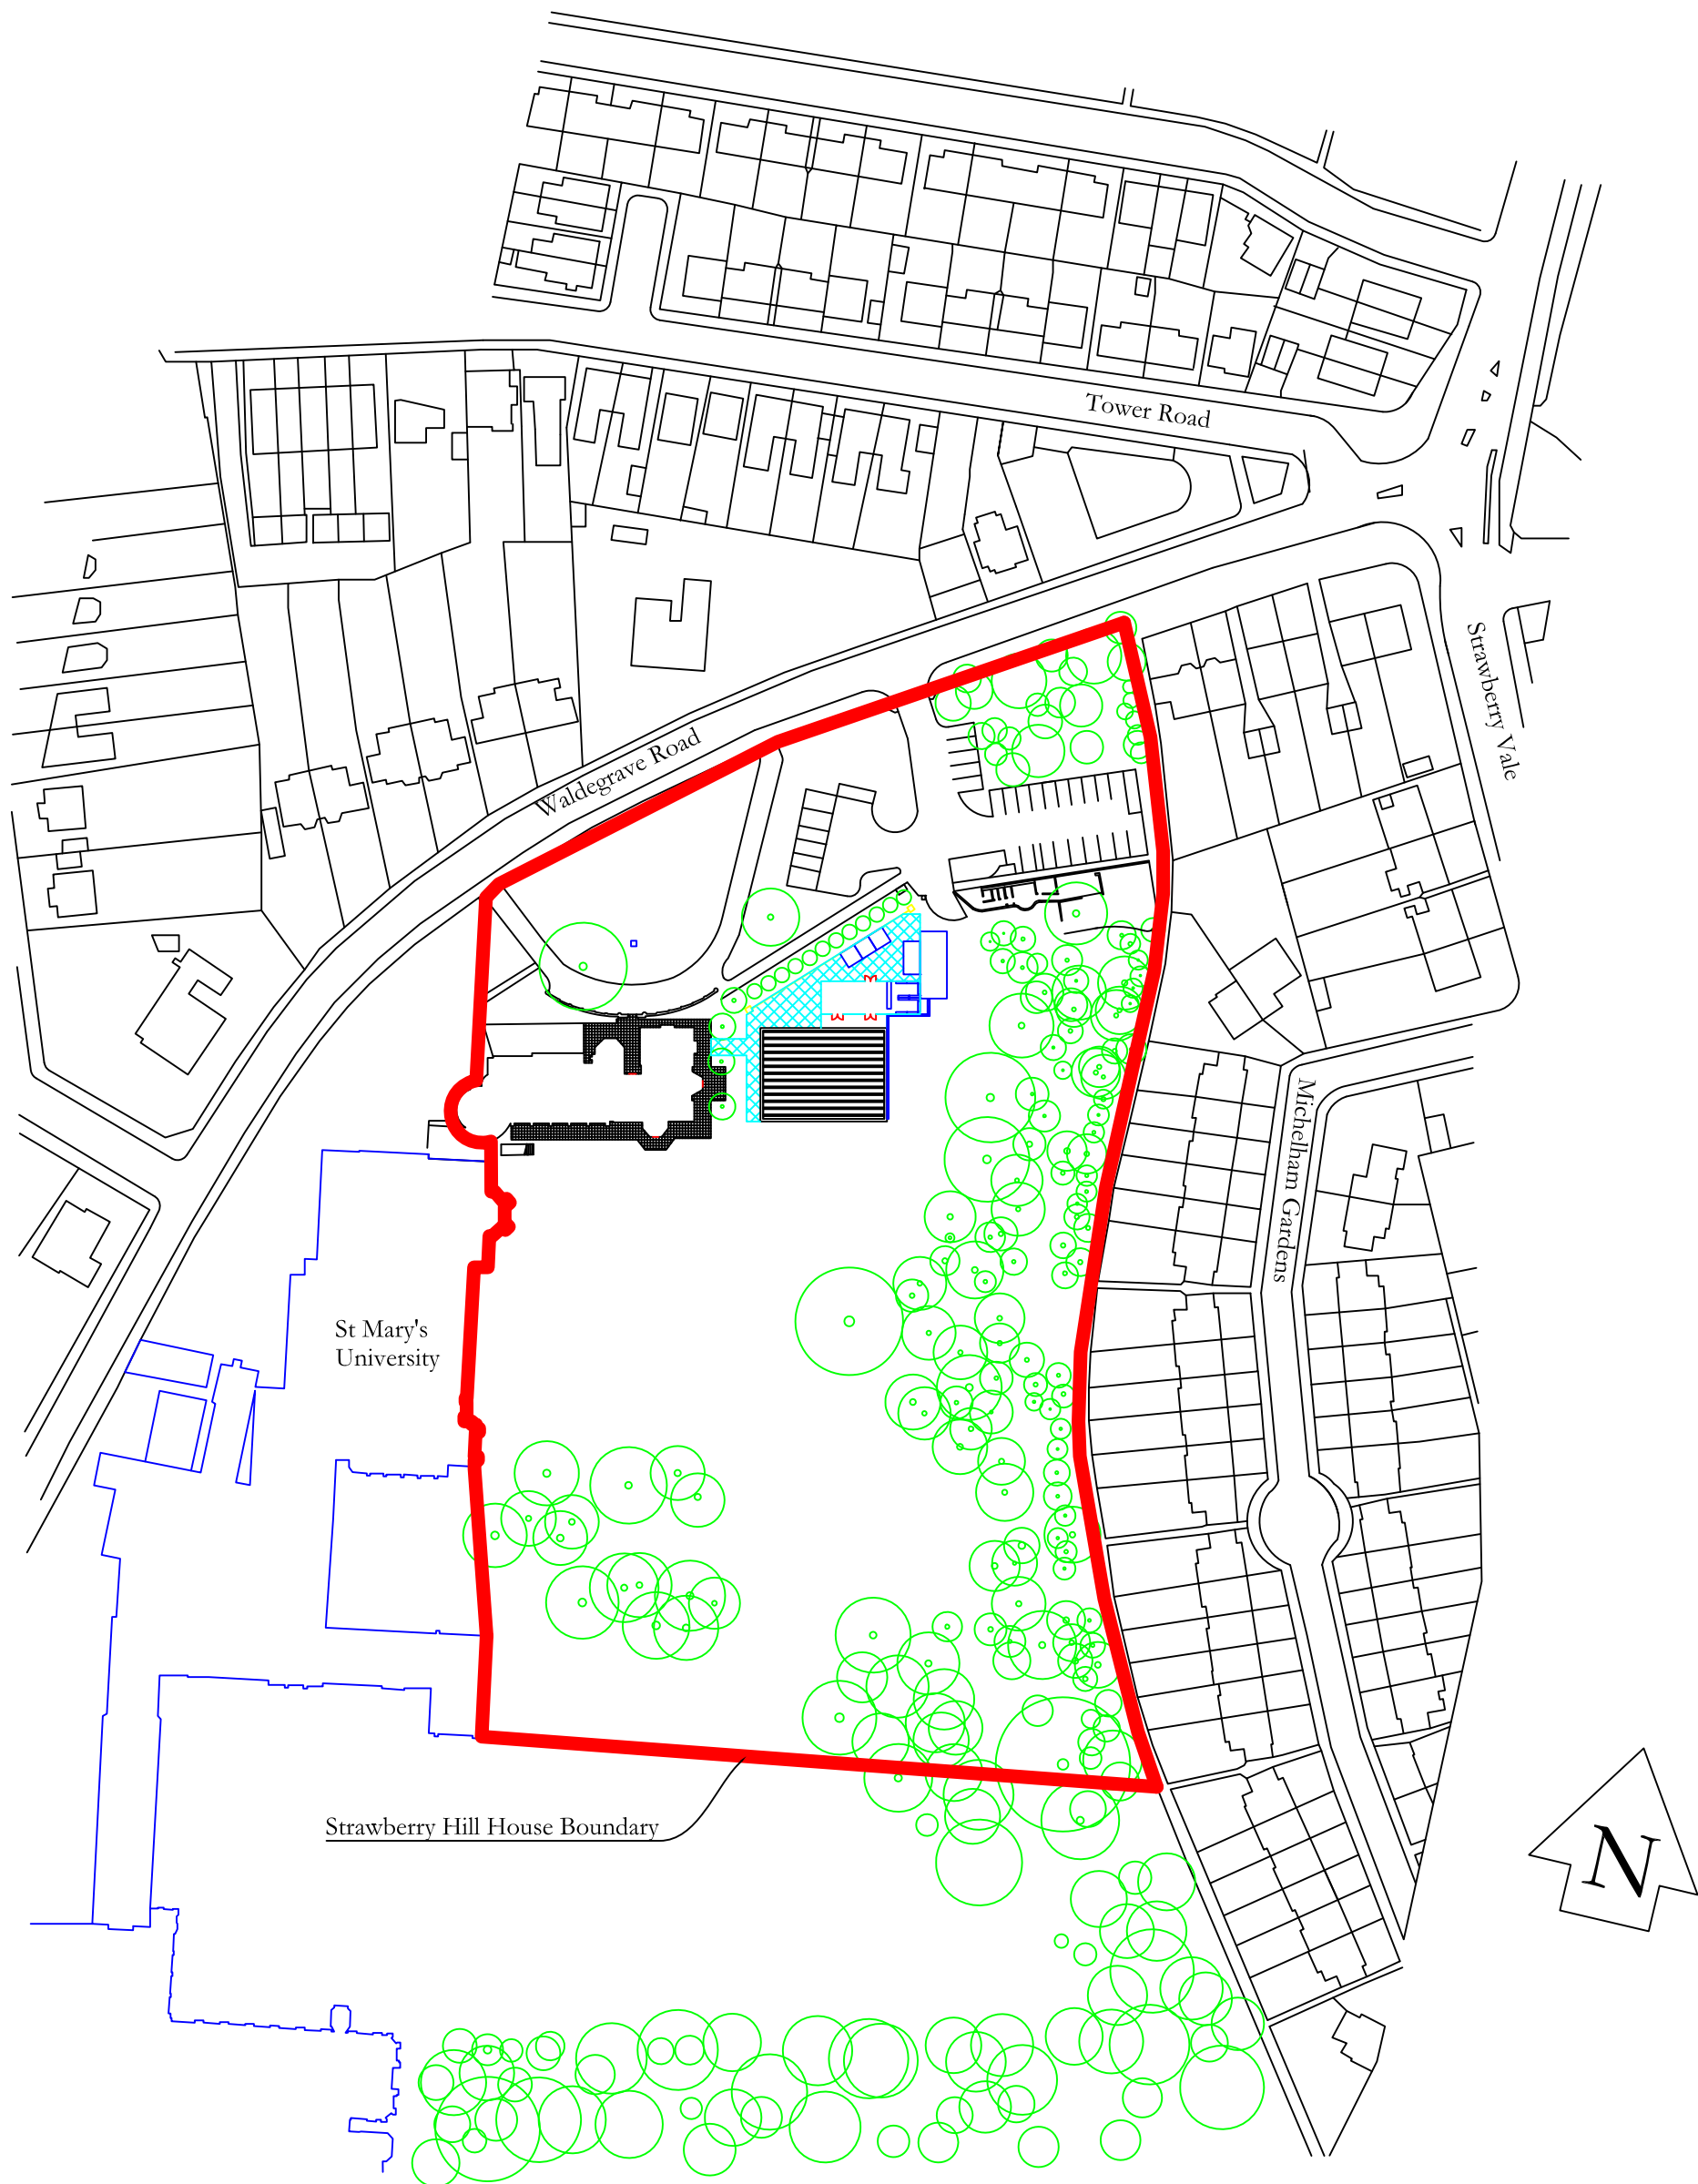 Tower Road
Strawberry Vale
Waldegrave Road
Michelham Gardens
St Mary's
University
Strawberry Hill House Boundary
N